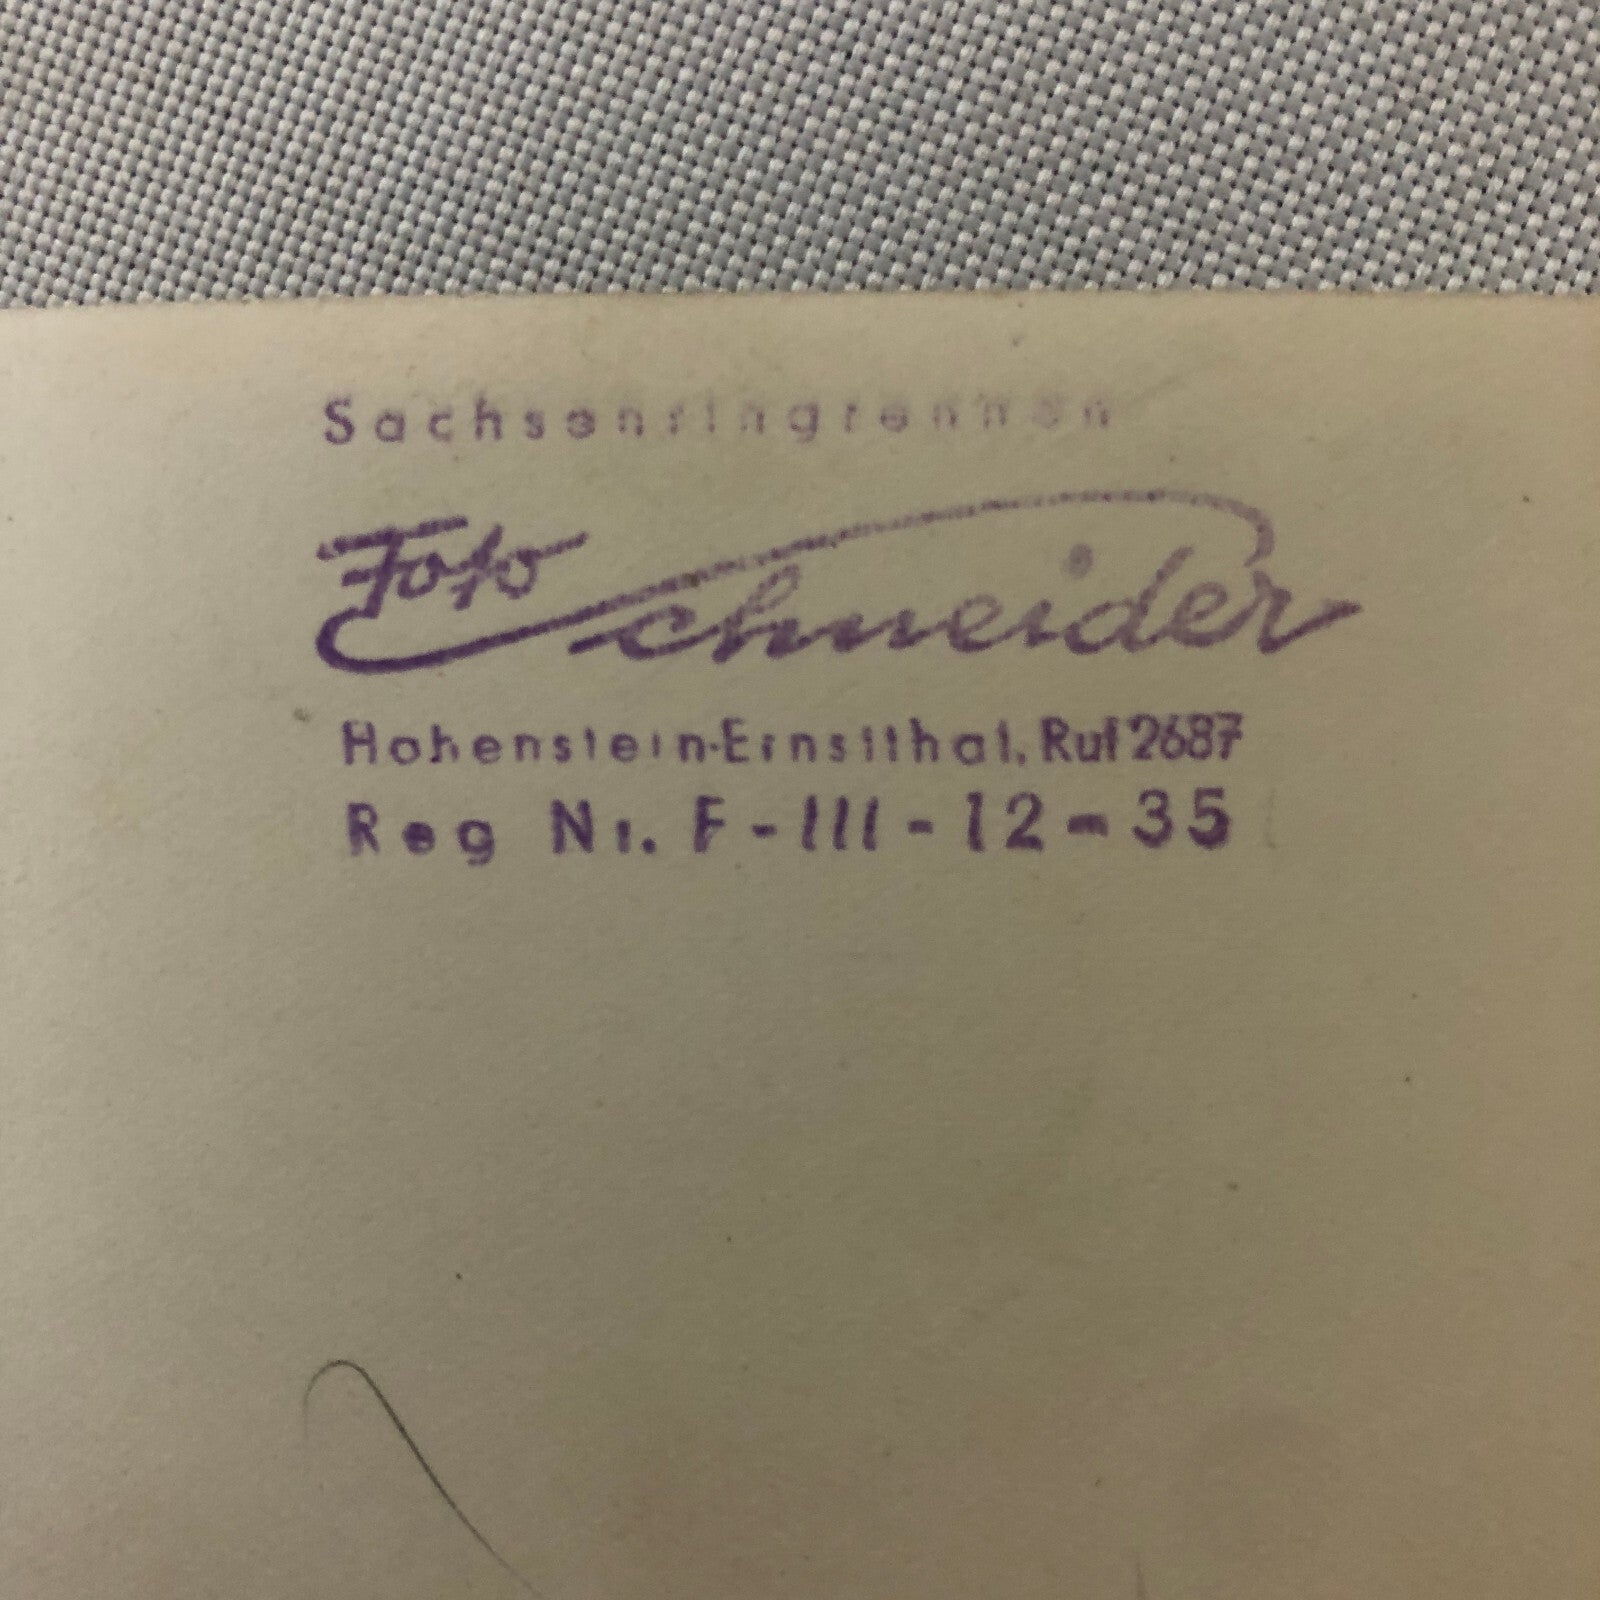 Sachsenringrennen
Foto Schneider
Hohenstein-Ernstthal, Ruf 2687
Reg Nr. F-III-12-35